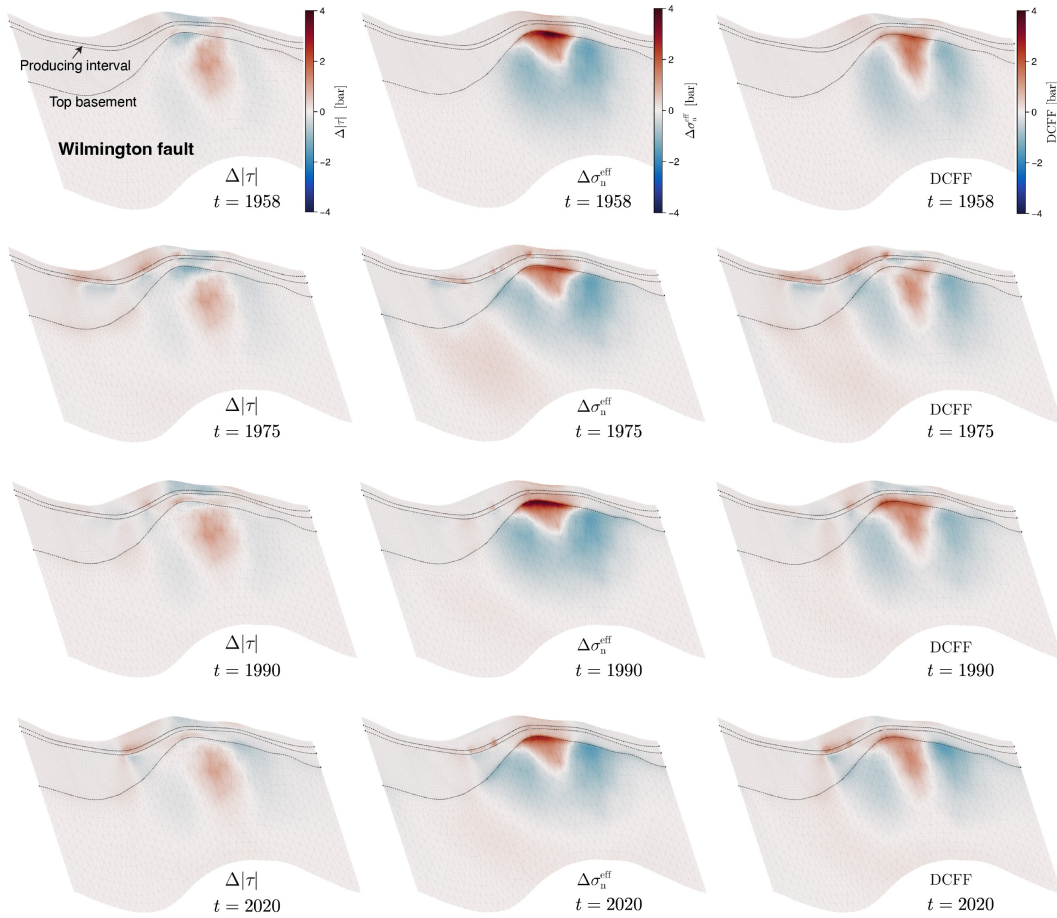 4
2
0
−2
−4
Δ|τ| [bar]
Producing interval
Top basement
Wilmington fault
Δ|τ|
t = 1958
4
2
0
−2
−4
Δσ_n^eff [bar]
Δσ_n^eff
t = 1958
4
2
0
−2
−4
DCFF [bar]
DCFF
t = 1958
Δ|τ|
t = 1975
Δσ_n^eff
t = 1975
DCFF
t = 1975
Δ|τ|
t = 1990
Δσ_n^eff
t = 1990
DCFF
t = 1990
Δ|τ|
t = 2020
Δσ_n^eff
t = 2020
DCFF
t = 2020